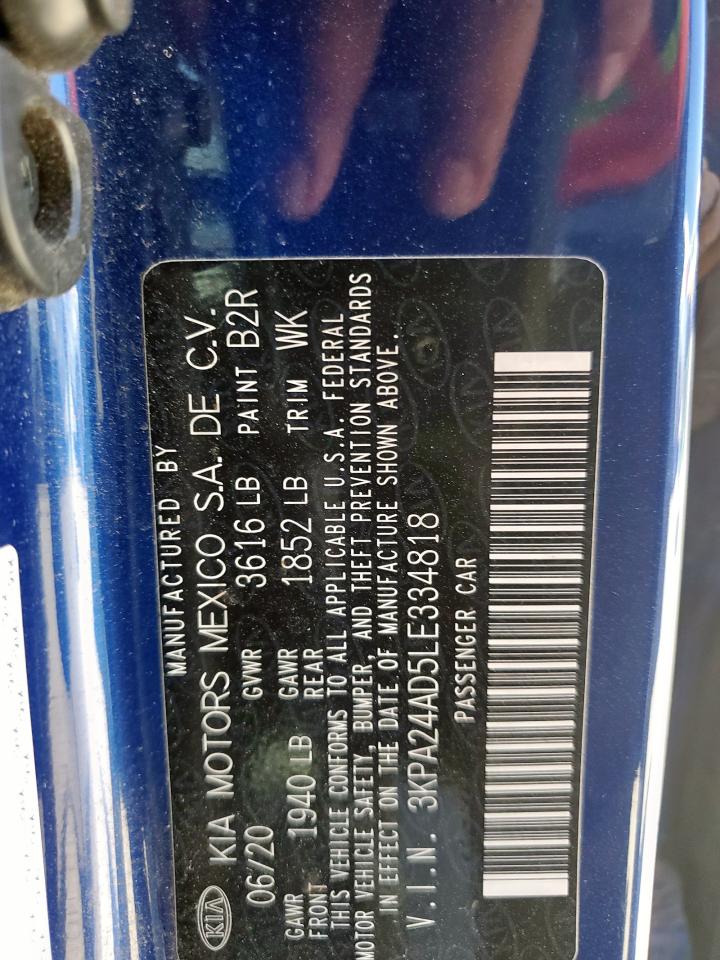 MANUFACTURED BY
KIA KIA MOTORS MEXICO S.A. DE C.V.
06/20 GVWR 3616 LB PAINT B2R
GAWR FRONT 1940 LB GAWR REAR 1852 LB TRIM WK
THIS VEHICLE CONFORMS TO ALL APPLICABLE U.S.A. FEDERAL
MOTOR VEHICLE SAFETY, BUMPER, AND THEFT PREVENTION STANDARDS
IN EFFECT ON THE DATE OF MANUFACTURE SHOWN ABOVE.
V.I.N. 3KPA24AD5LE334818
PASSENGER CAR